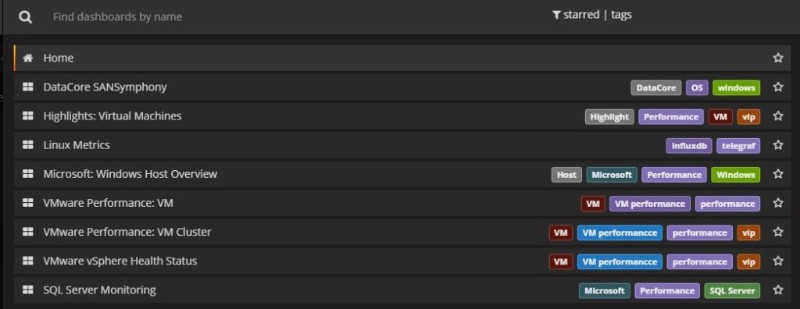 Find dashboards by name starred | tags
Home
DataCore SANSymphony DataCore OS windows
Highlights: Virtual Machines Highlight Performance VM vip
Linux Metrics influxdb telegraf
Microsoft: Windows Host Overview Host Microsoft Performance Windows
VMware Performance: VM VM VM performance performance
VMware Performance: VM Cluster VM VM performancce performance vip
VMware vSphere Health Status VM VM performancce performance vip
SQL Server Monitoring Microsoft Performance SQL Server